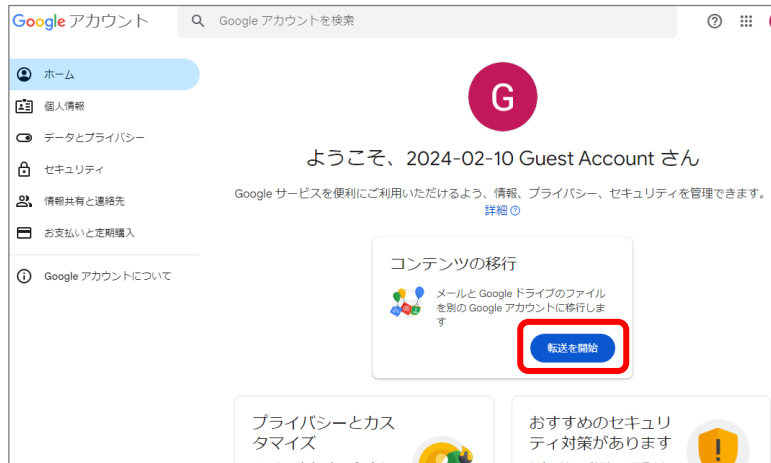 Google アカウント
Google アカウントを検索
ホーム
個人情報
データとプライバシー
セキュリティ
情報共有と連絡先
お支払いと定期購入
Google アカウントについて
G
ようこそ、2024-02-10 Guest Account さん
Google サービスを便利にご利用いただけるよう、情報、プライバシー、セキュリティを管理できます。
詳細
コンテンツの移行
メールと Google ドライブのファイル
を別の Google アカウントに移行しま
す
転送を開始
プライバシーとカス
タマイズ
おすすめのセキュリ
ティ対策があります